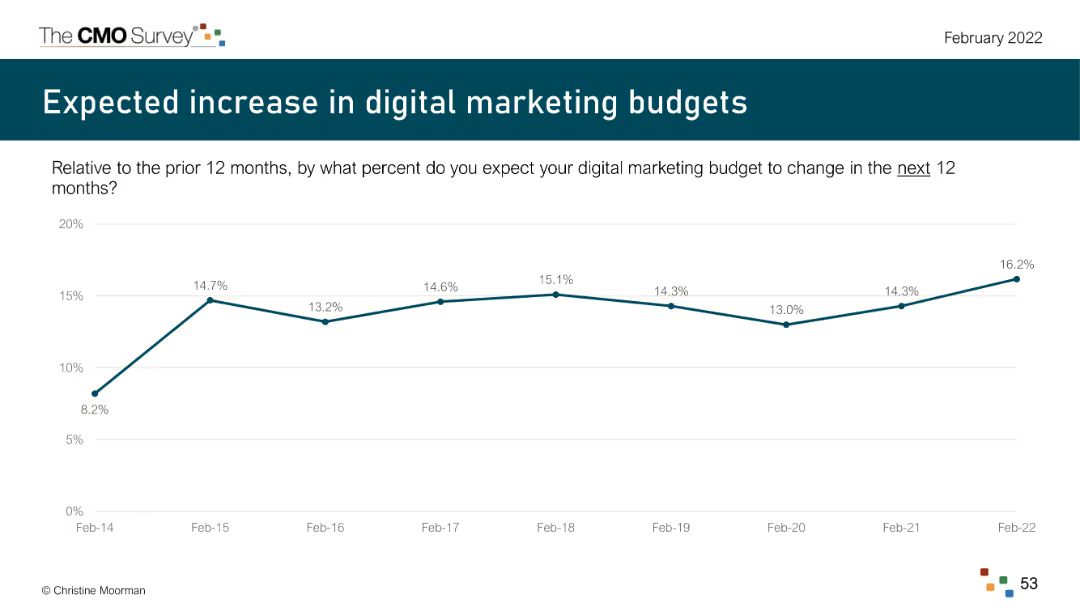 The CMO Survey®
February 2022
Expected increase in digital marketing budgets
Relative to the prior 12 months, by what percent do you expect your digital marketing budget to change in the next 12
months?
20%
15%
10%
5%
0%
8.2%
14.7%
13.2%
14.6%
15.1%
14.3%
13.0%
14.3%
16.2%
Feb-14
Feb-15
Feb-16
Feb-17
Feb-18
Feb-19
Feb-20
Feb-21
Feb-22
© Christine Moorman
53